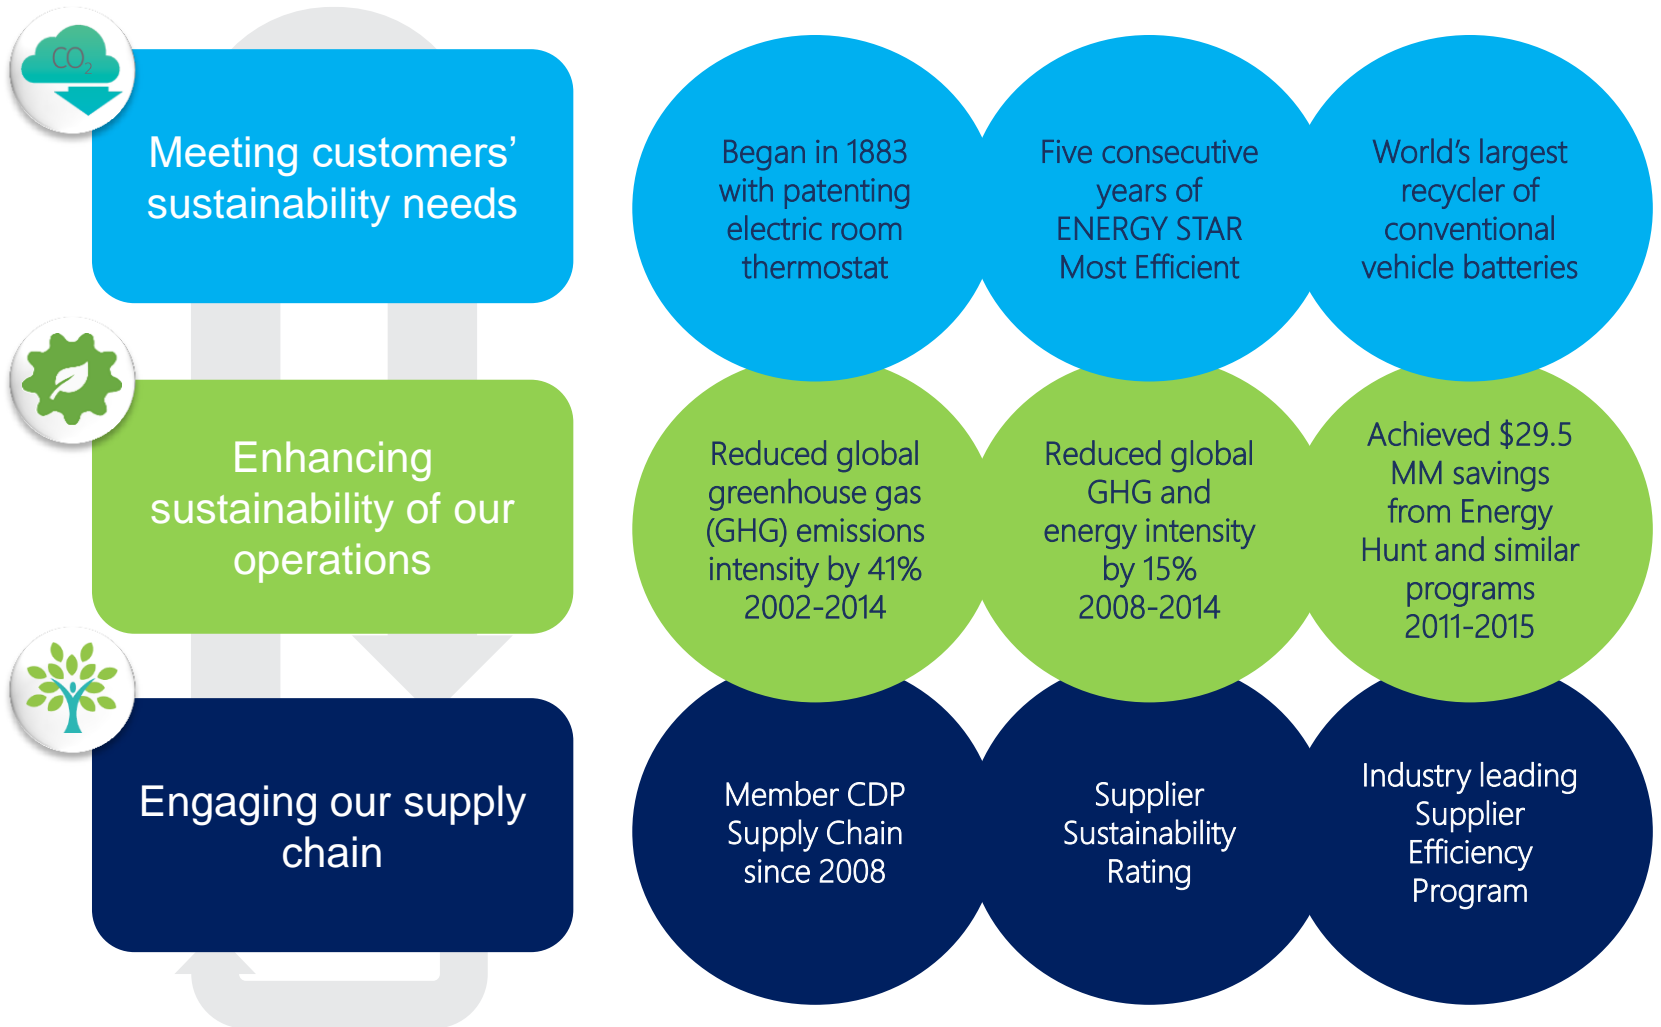 CO2
Meeting customers’
sustainability needs
Began in 1883
with patenting
electric room
thermostat
Five consecutive
years of
ENERGY STAR
Most Efficient
World’s largest
recycler of
conventional
vehicle batteries
Enhancing
sustainability of our
operations
Reduced global
greenhouse gas
(GHG) emissions
intensity by 41%
2002-2014
Reduced global
GHG and
energy intensity
by 15%
2008-2014
Achieved $29.5
MM savings
from Energy
Hunt and similar
programs
2011-2015
Engaging our supply
chain
Member CDP
Supply Chain
since 2008
Supplier
Sustainability
Rating
Industry leading
Supplier
Efficiency
Program